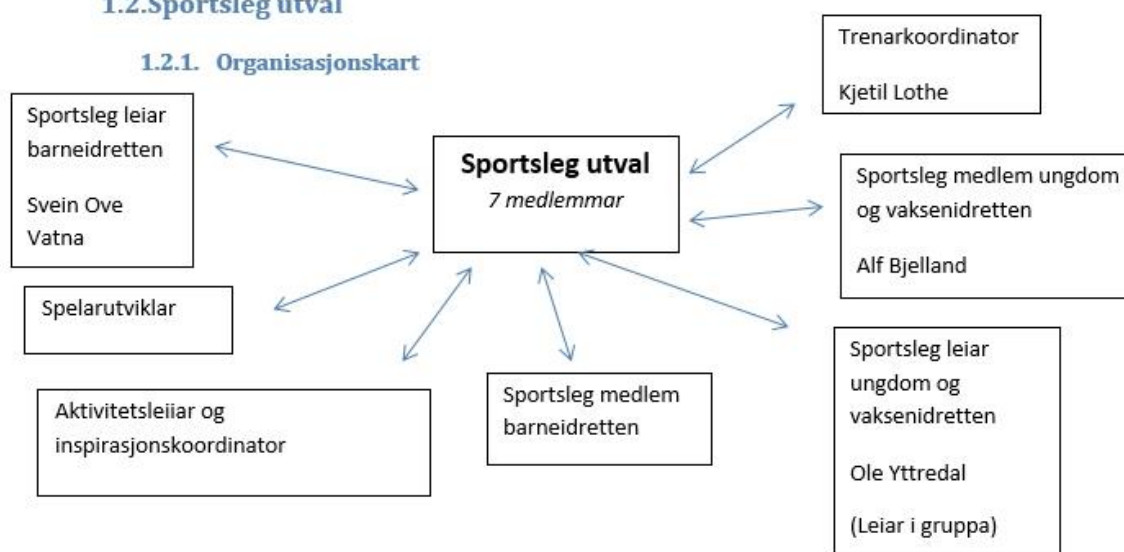 1.2.Sportsleg utval
1.2.1. Organisasjonskart
Sportsleg leiar
barneidretten
Svein Ove
Vatna
Spelarutviklar
Aktivitetsleiiar og
inspirasjonskoordinator
Sportsleg utval
7 medlemmar
Sportsleg medlem
barneidretten
Trenarkoordinator
Kjetil Lothe
Sportsleg medlem ungdom
og vaksenidretten
Alf Bjelland
Sportsleg leiar
ungdom og
vaksenidretten
Ole Yttredal
(Leiar i gruppa)